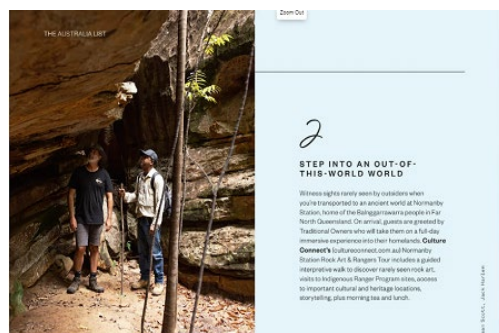 THE AUSTRALIA LIST
Zoom Out
2
STEP INTO AN OUT-OF-
THIS-WORLD WORLD
Witness sights rarely seen by outsiders when
you're transported to an ancient world at Normanby
Station, home of the Balnggarrawarra people in Far
North Queensland. On arrival, guests are greeted by
Traditional Owners who will take them on a full-day
immersive experience into their homelands. Culture
Connect's (cultureconnect.com.au) Normanby
Station Rock Art & Rangers Tour includes a guided
interpretive walk to discover rarely seen rock art,
visits to Indigenous Ranger Program sites, access
to important cultural and heritage locations,
storytelling, plus morning tea and lunch.
Scott, Jack Harlen